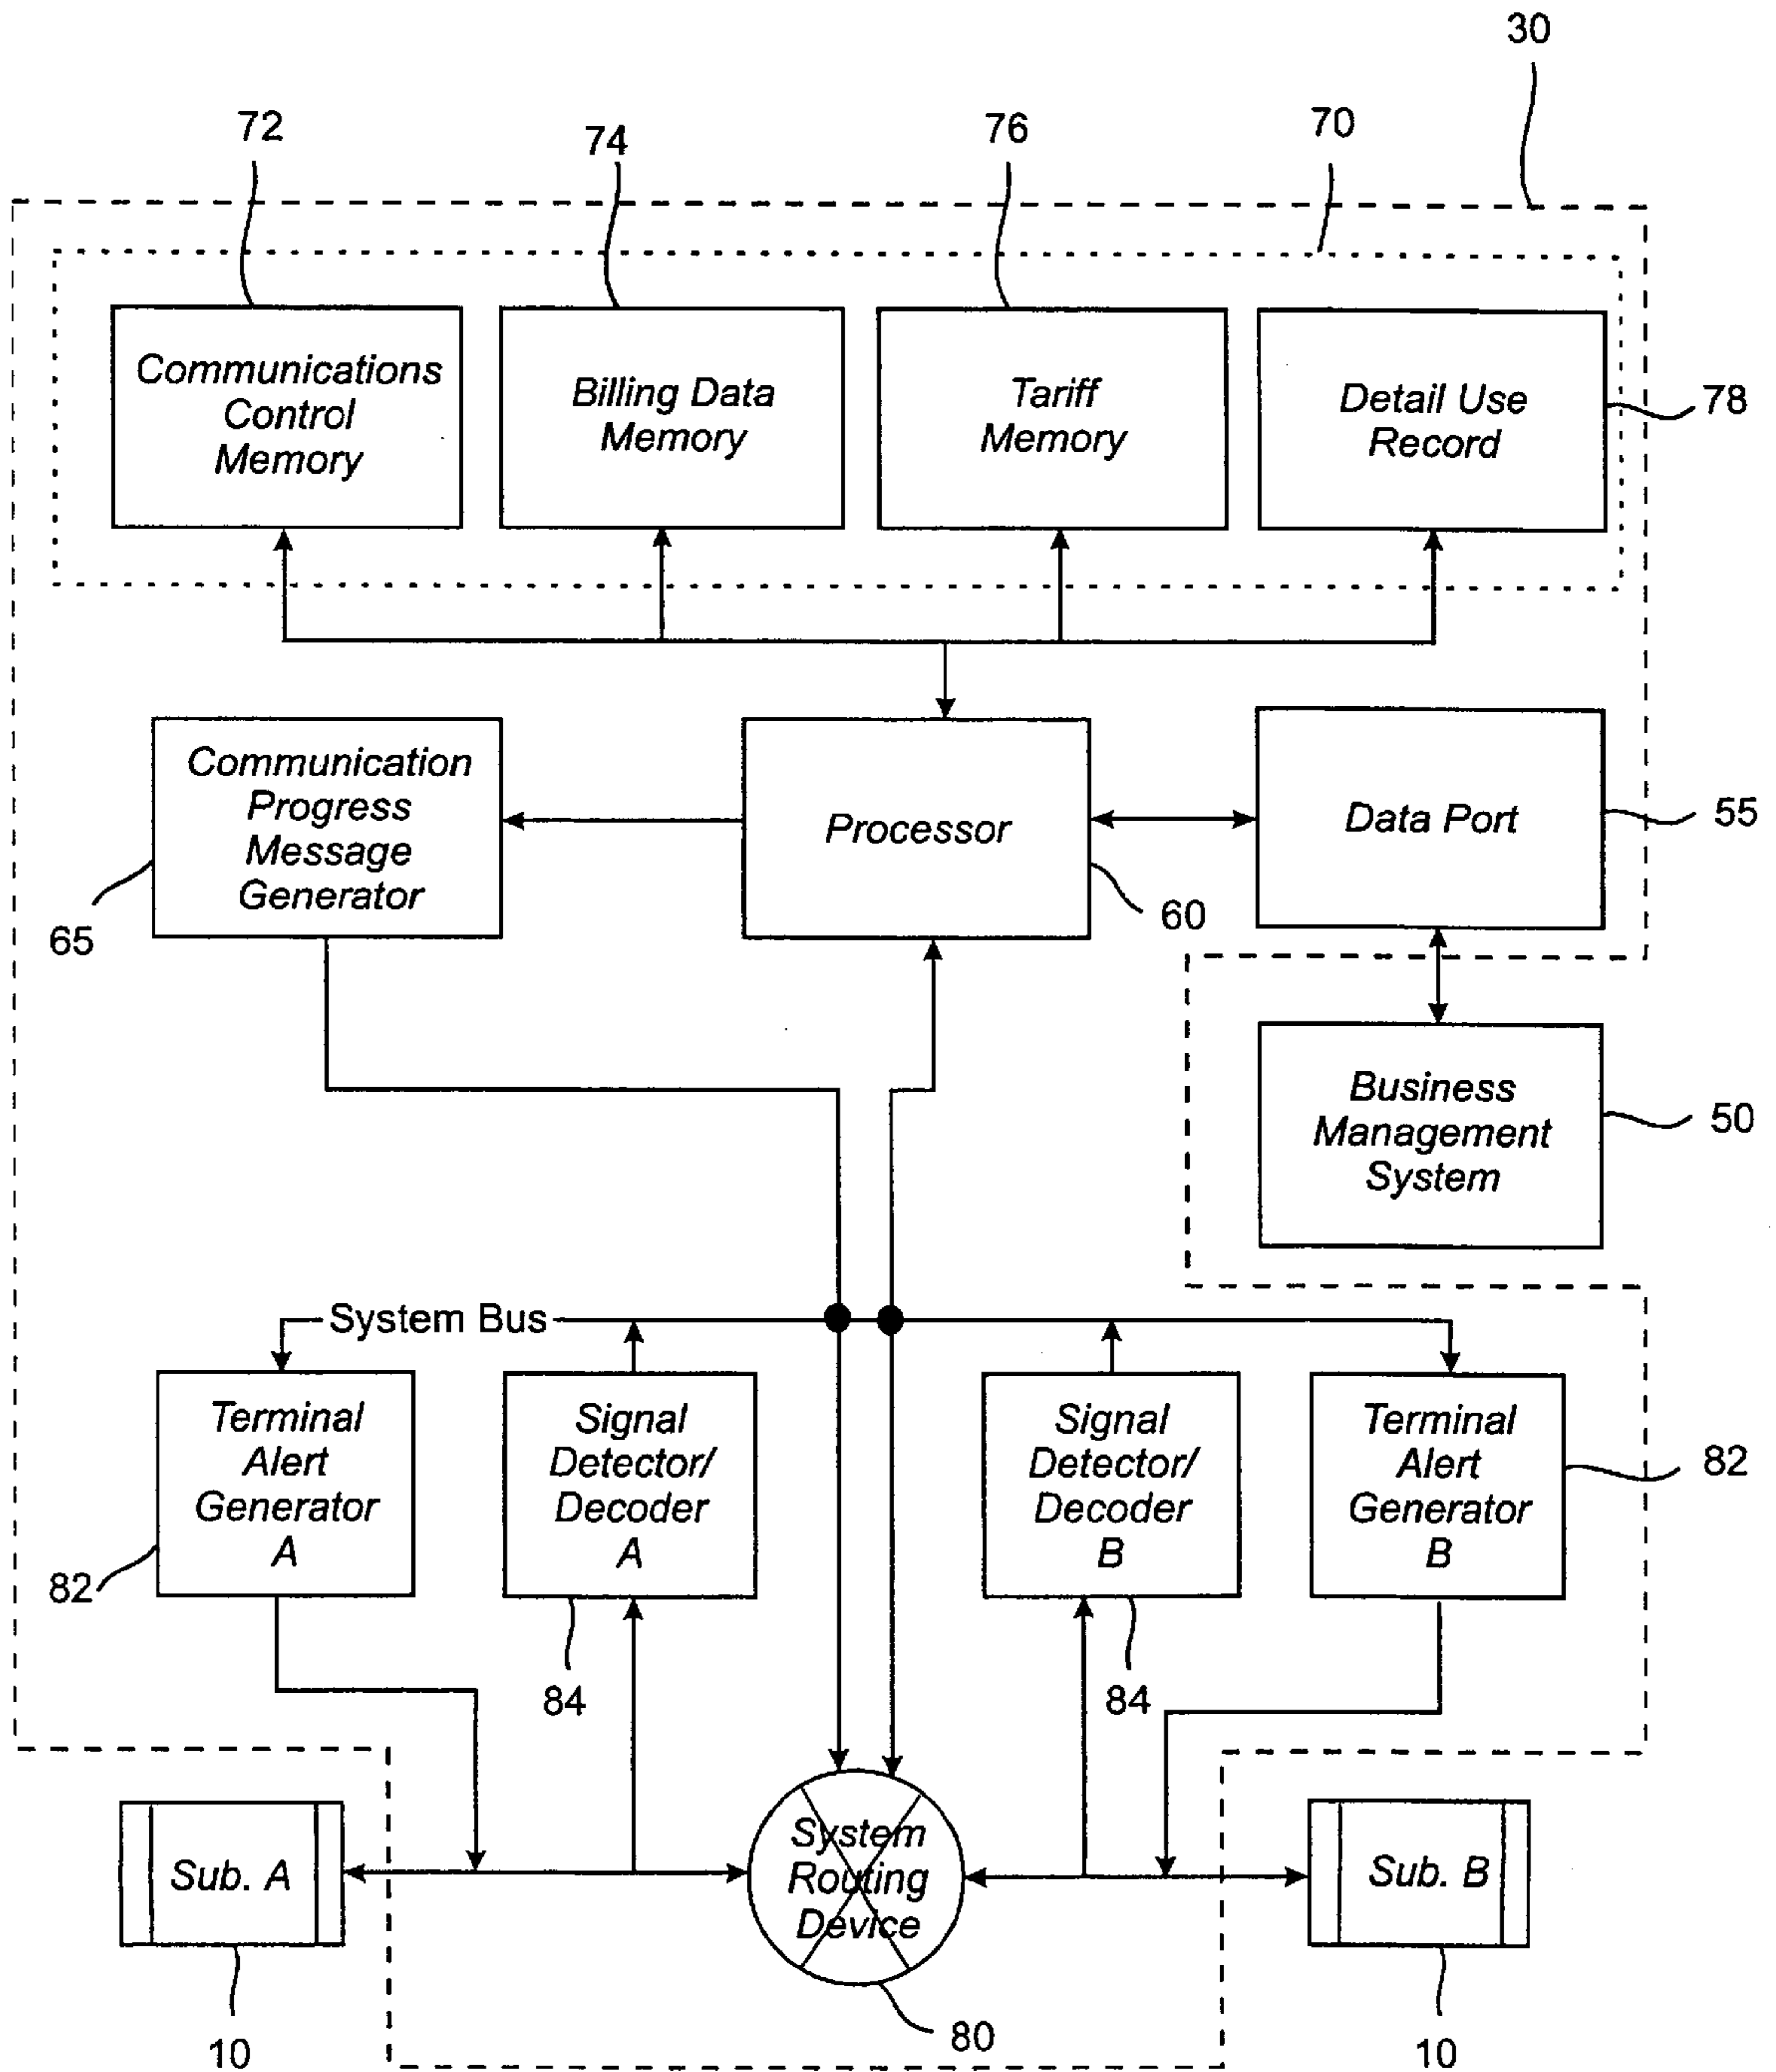 30
72
74
76
70
Communications
Control
Memory
Billing Data
Memory
Tariff
Memory
Detail Use
Record
78
Communication
Progress
Message
Generator
65
Processor
60
Data Port
55
Business
Management
System
50
System Bus
Terminal
Alert
Generator
A
82
Signal
Detector/
Decoder
A
84
Signal
Detector/
Decoder
B
84
Terminal
Alert
Generator
B
82
Sub. A
10
System
Routing
Device
80
Sub. B
10